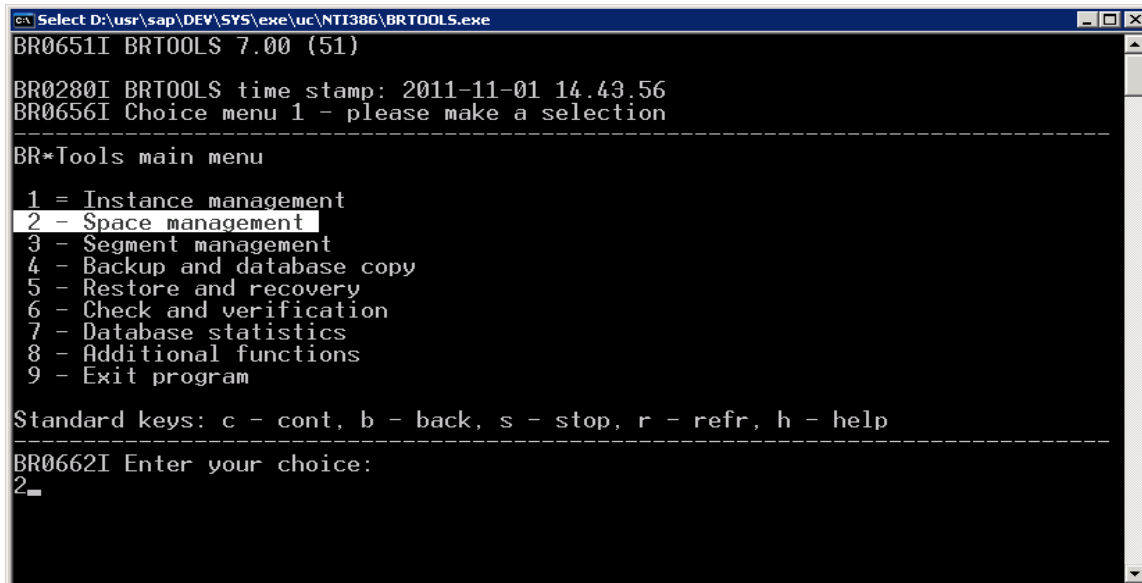 Select D:\usr\sap\DEV\SYS\exe\uc\NTI386\BRTOOLS.exe
BR0651I BRTOOLS 7.00 (51)
BR0280I BRTOOLS time stamp: 2011-11-01 14.43.56
BR0656I Choice menu 1 - please make a selection
-------------------------------------------------------------------------------
BR*Tools main menu
1 = Instance management
2 - Space management
3 - Segment management
4 - Backup and database copy
5 - Restore and recovery
6 - Check and verification
7 - Database statistics
8 - Additional functions
9 - Exit program
Standard keys: c - cont, b - back, s - stop, r - refr, h - help
-------------------------------------------------------------------------------
BR0662I Enter your choice:
2